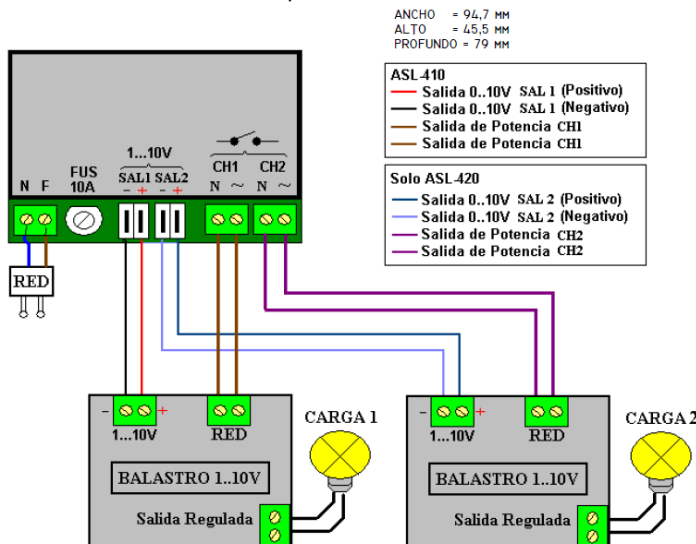 ANCHO = 94,7 MM
ALTO = 45,5 MM
PROFUNDO = 79 MM
ASL-410
Salida 0..10V SAL 1 (Positivo)
Salida 0..10V SAL 1 (Negativo)
Salida de Potencia CH1
Salida de Potencia CH1
Solo ASL-420
Salida 0..10V SAL 2 (Positivo)
Salida 0..10V SAL 2 (Negativo)
Salida de Potencia CH2
Salida de Potencia CH2
1...10V
FUS
10A
SAL1 SAL2
- + - +
CH1 CH2
N ~ N ~
N F
RED
- +
1...10V
RED
CARGA 1
BALASTRO 1..10V
Salida Regulada
- +
1...10V
RED
CARGA 2
BALASTRO 1..10V
Salida Regulada